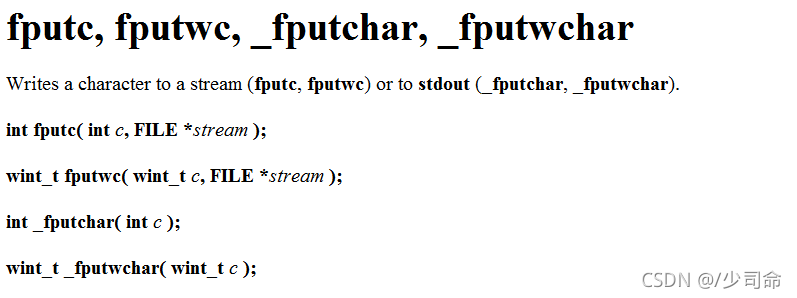 fputc, fputwc, _fputchar, _fputwchar
Writes a character to a stream (fputc, fputwc) or to stdout (_fputchar, _fputwchar).
int fputc( int c, FILE *stream );
wint_t fputwc( wint_t c, FILE *stream );
int _fputchar( int c );
wint_t _fputwchar( wint_t c );
CSDN @/少司命